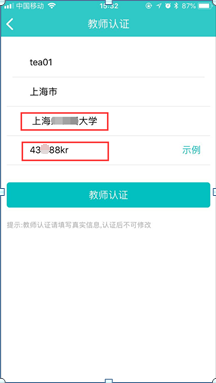 中国移动
87%
教师认证
tea01
上海市
上海 大学
43 88kr
示例
教师认证
提示:教师认证请填写真实信息,认证后不可修改